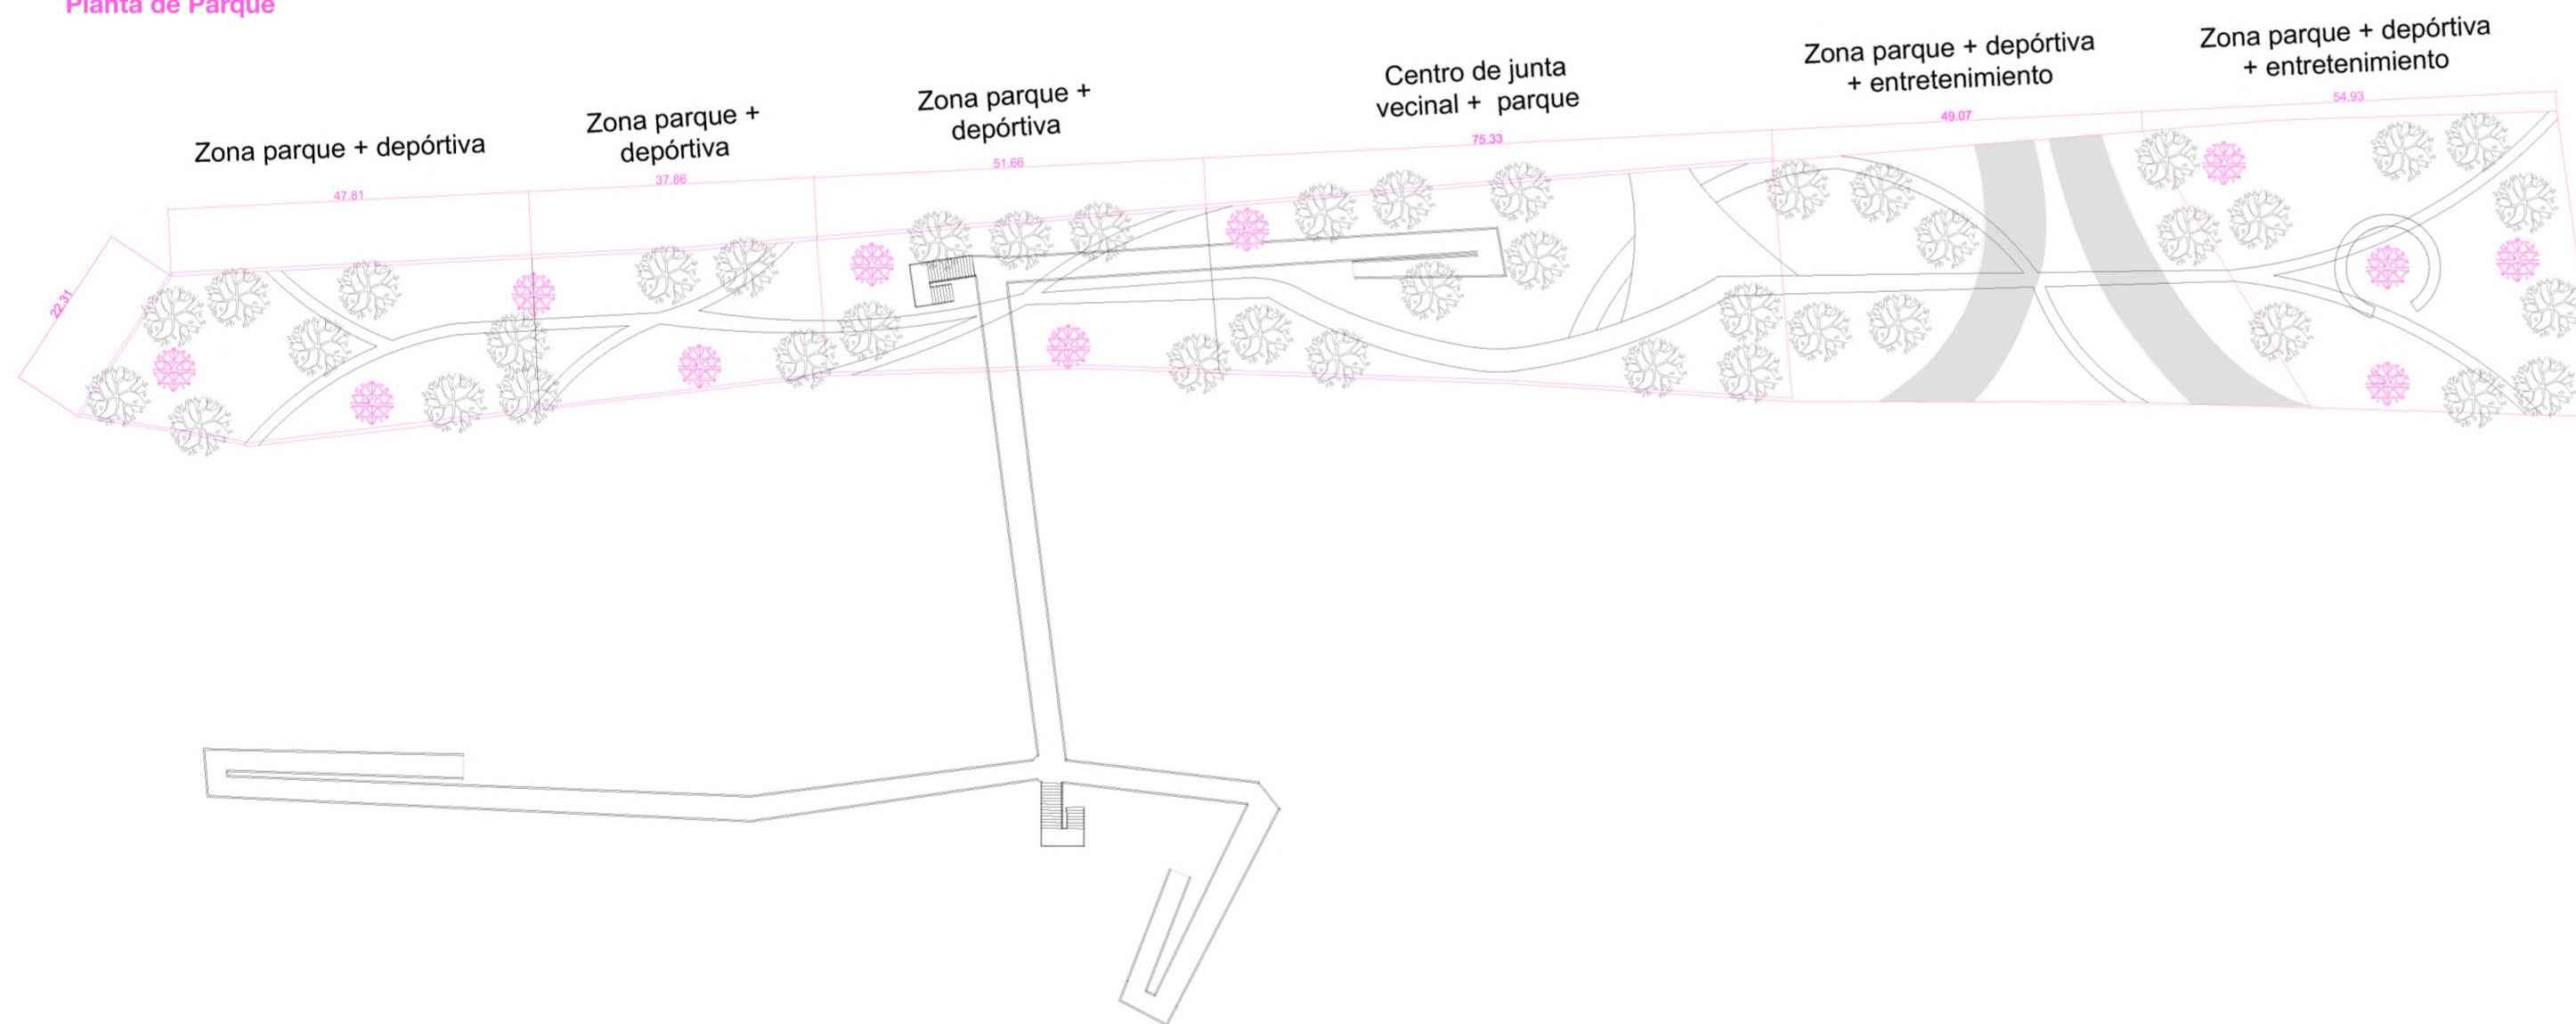 Planta de Parque
Zona parque + depórtiva
Zona parque +
depórtiva
Zona parque +
depórtiva
Centro de junta
vecinal + parque
Zona parque + depórtiva
+ entretenimiento
Zona parque + depórtiva
+ entretenimiento
22.31
47.81
37.86
51.66
75.33
49.07
54.93